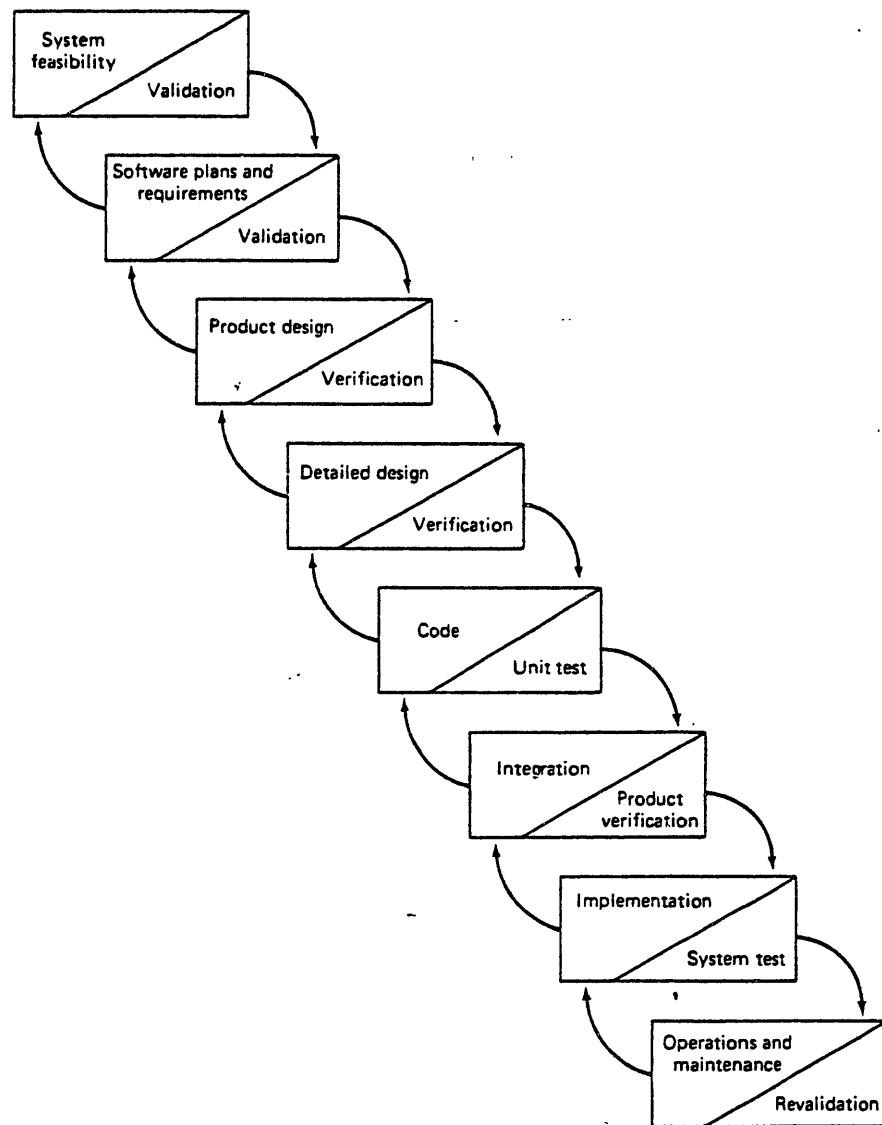 System
feasibility
Validation
Software plans and
requirements
Validation
Product design
Verification
Detailed design
Verification
Code
Unit test
Integration
Product
verification
Implementation
System test
Operations and
maintenance
Revalidation